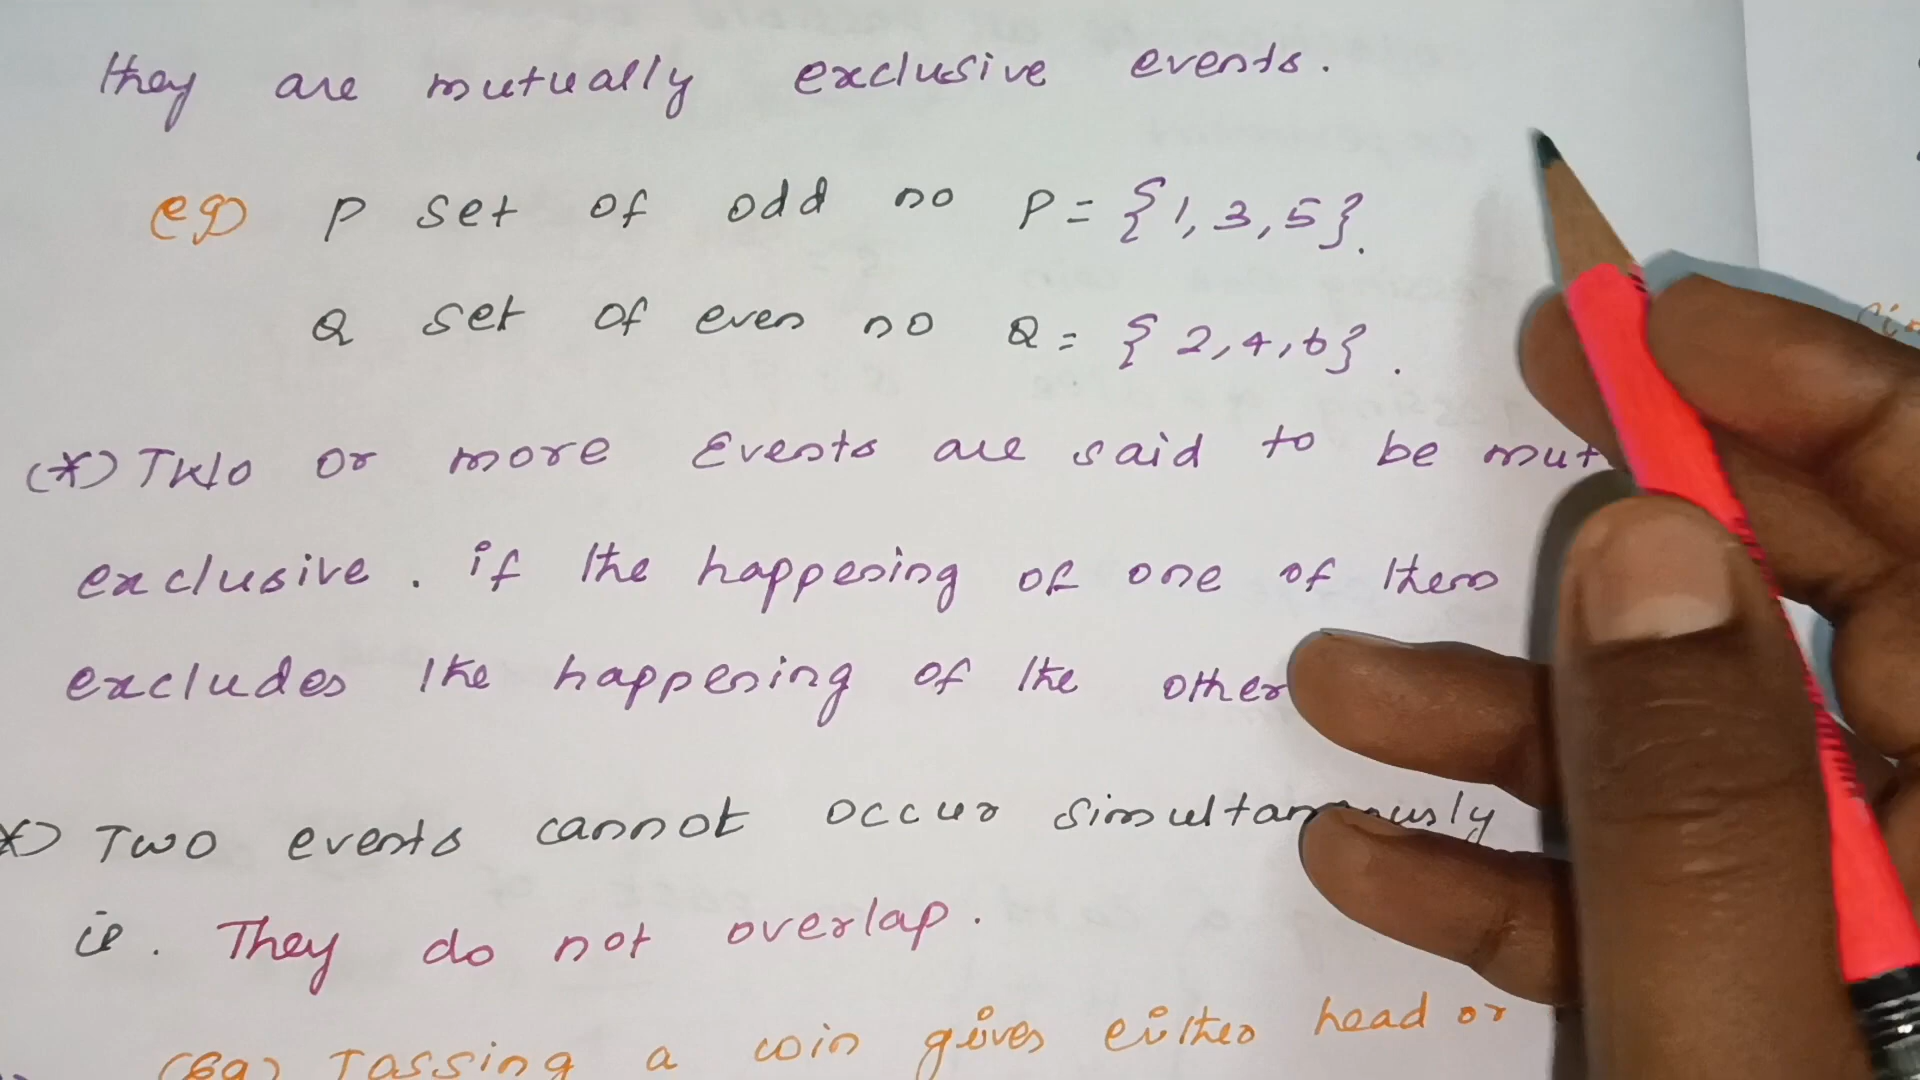 they are mutually exclusive events.
eg) P set of odd no P = {1, 3, 5}.
Q set of even no Q = {2, 4, 6}.
(*) Two or more Events are said to be mut
exclusive. if the happening of one of them
excludes the happening of the other
*) Two events cannot occur simultaneously
ie. They do not overlap.
(eg) Tossing a coin gives either head or